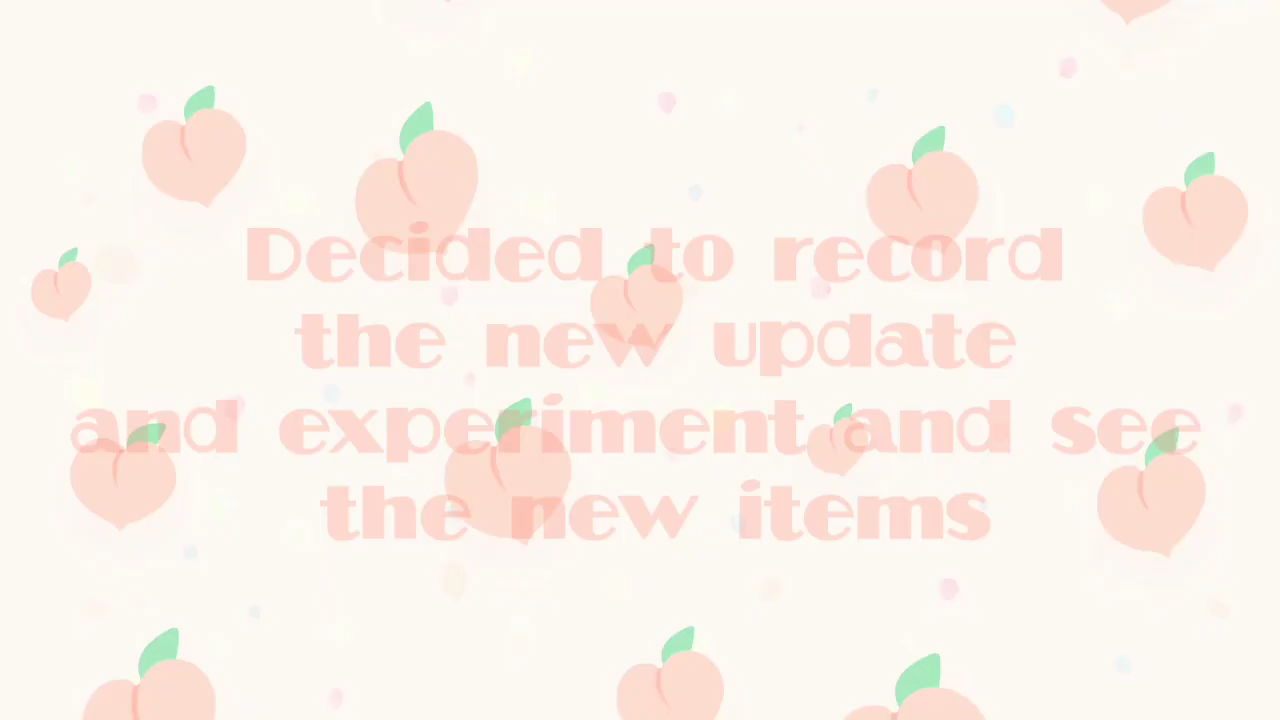 Decided to record
the new update
and experiment and see
the new items